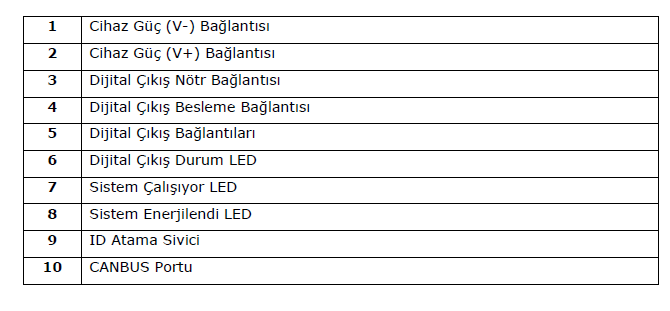 1 Cihaz Güç (V-) Bağlantısı
2 Cihaz Güç (V+) Bağlantısı
3 Dijital Çıkış Nötr Bağlantısı
4 Dijital Çıkış Besleme Bağlantısı
5 Dijital Çıkış Bağlantıları
6 Dijital Çıkış Durum LED
7 Sistem Çalışıyor LED
8 Sistem Enerjilendi LED
9 ID Atama Sivici
10 CANBUS Portu